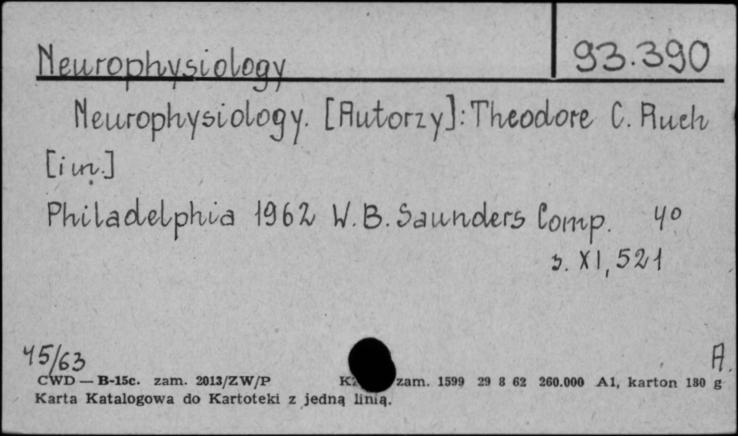 93.390
Neurophysiology
Neurophysiology. [Autorzy]: Theodore C. Ruch
[i in.]
Philadelphia 1962 W.B. Saunders Comp. 4°
s. XI, 521
45/63
A.
CWD — B-15c. zam. 2013/ZW/P zam. 1599 29 8 62 260.000 A1, karton 180 g
Karta Katalogowa do Kartoteki z jedną linią.